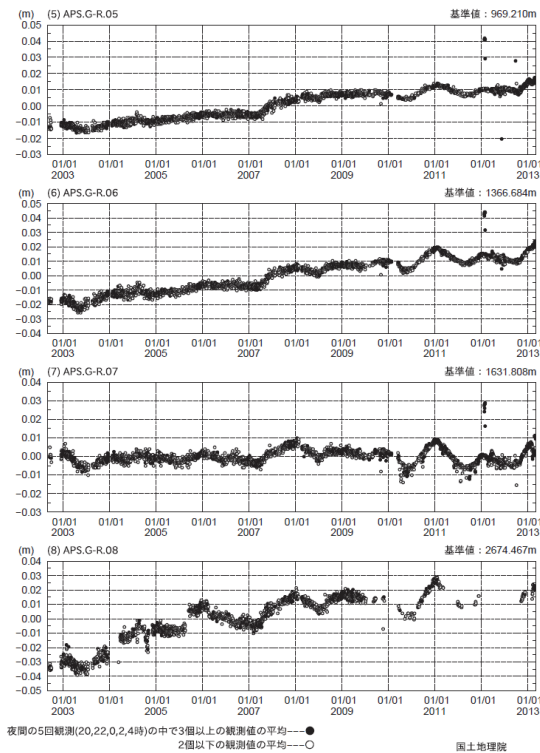 (m) (5) APS.G-R.05 基準値：969.210m
0.05
0.04
0.03
0.02
0.01
0.00
−0.01
−0.02
−0.03
01/01 01/01 01/01 01/01 01/01 01/01 01/01 01/01 01/01 01/01 01/01
2003 2005 2007 2009 2011 2013
(m) (6) APS.G-R.06 基準値：1366.684m
0.05
0.04
0.03
0.02
0.01
0.00
−0.01
−0.02
−0.03
−0.04
01/01 01/01 01/01 01/01 01/01 01/01 01/01 01/01 01/01 01/01 01/01
2003 2005 2007 2009 2011 2013
(m) (7) APS.G-R.07 基準値：1631.808m
0.04
0.03
0.02
0.01
0.00
−0.01
−0.02
−0.03
01/01 01/01 01/01 01/01 01/01 01/01 01/01 01/01 01/01 01/01 01/01
2003 2005 2007 2009 2011 2013
(m) (8) APS.G-R.08 基準値：2674.467m
0.04
0.03
0.02
0.01
0.00
−0.01
−0.02
−0.03
−0.04
−0.05
01/01 01/01 01/01 01/01 01/01 01/01 01/01 01/01 01/01 01/01 01/01
2003 2005 2007 2009 2011 2013
夜間の5回観測(20,22,0,2,4時)の中で3個以上の観測値の平均---●
2個以下の観測値の平均---○
国土地理院